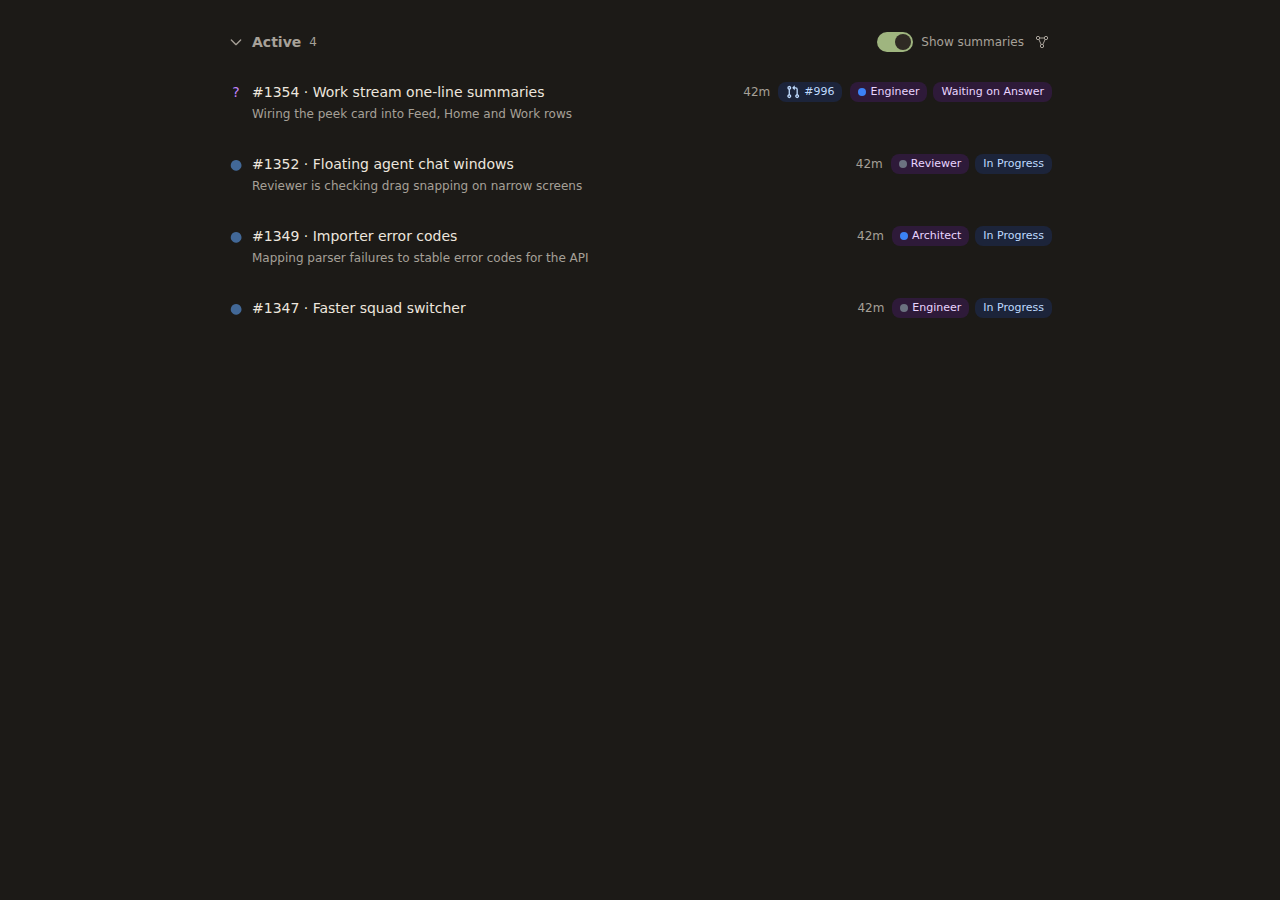 Active 4 Show summaries
? #1354 · Work stream one-line summaries 42m #996 Engineer Waiting on Answer
Wiring the peek card into Feed, Home and Work rows
#1352 · Floating agent chat windows 42m Reviewer In Progress
Reviewer is checking drag snapping on narrow screens
#1349 · Importer error codes 42m Architect In Progress
Mapping parser failures to stable error codes for the API
#1347 · Faster squad switcher 42m Engineer In Progress